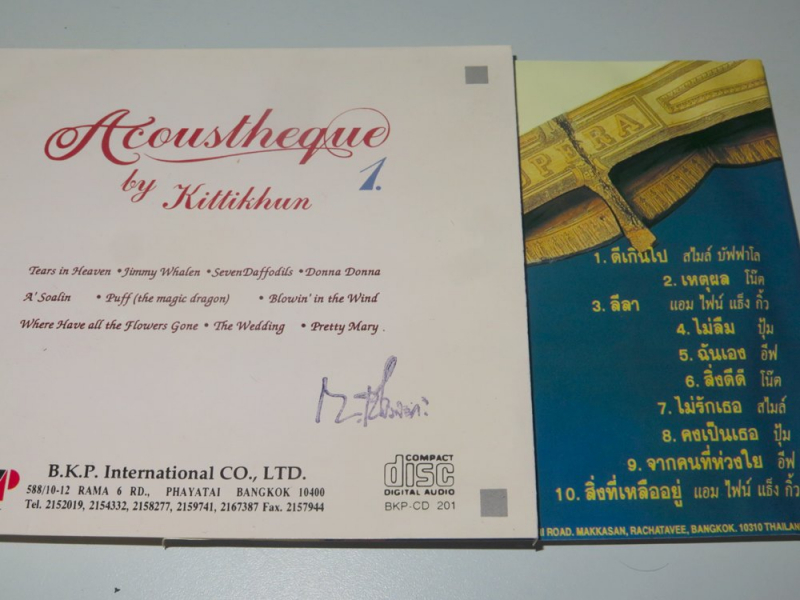 Acoustheque
by Kittikhun 1.
Tears in Heaven • Jimmy Whalen • SevenDaffodils • Donna Donna
A' Soalin • Puff (the magic dragon) • Blowin' in the Wind
Where Have all the Flowers Gone • The Wedding • Pretty Mary .
B.K.P. International CO., LTD.
588/10-12 RAMA 6 RD., PHAYATAI BANGKOK 10400
Tel. 2152019, 2154332, 2158277, 2159741, 2167387 Fax. 2157944
COMPACT
disc
DIGITAL AUDIO
BKP-CD 201
OPERA
1. ดีเกินไป สไมล์ บัฟฟาโล
2. เหตุผล โน๊ต
3. ลีลา แอม ไฟน์ แธ็ง กิ้ว
4. ไม่ลืม ปุ้ม
5. ฉันเอง อีฟ
6. สิ่งดีดี โน๊ต
7. ไม่รักเธอ สไมล์
8. คงเป็นเธอ ปุ้ม
9. จากคนที่ห่วงใย อีฟ
10. สิ่งที่เหลืออยู่ แอม ไฟน์ แธ็ง กิ้ว
ROAD. MAKKASAN, RACHATAVEE, BANGKOK. 10310 THAILAN